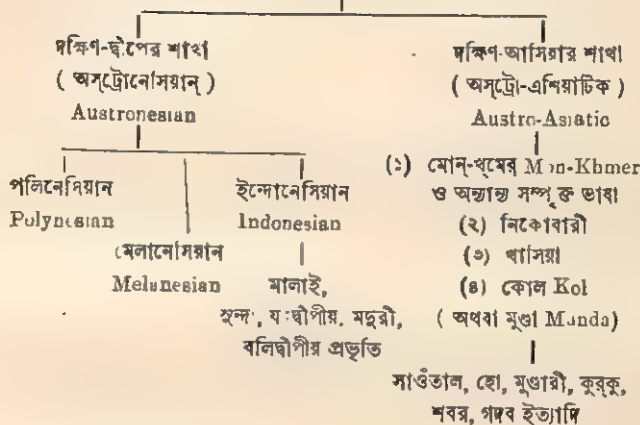 দক্ষিণ-দ্বীপের শাখা
( অস্ট্রোনেসিয়ান্ )
Austronesian
পলিনেসিয়ান
Polynesian
মেলানেসিয়ান
Melanesian
ইন্দোনেসিয়ান
Indonesian
মালাই,
সুন্দা, যবদ্বীপীয়, মদুরী,
বলিদ্বীপীয় প্রভৃতি
দক্ষিণ-আসিয়ার শাখা
( অস্ট্রো-এশিয়াটিক )
Austro-Asiatic
(১) মোন্-খ্মের Mon-Khmer
ও অন্যান্য সম্পৃক্ত ভাষা
(২) নিকোবারী
(৩) খাসিয়া
(৪) কোল Kol
( অথবা মুণ্ডা Munda)
সাওঁতাল, হো, মুণ্ডারী, কুর্কু,
শবর, গদব ইত্যাদি